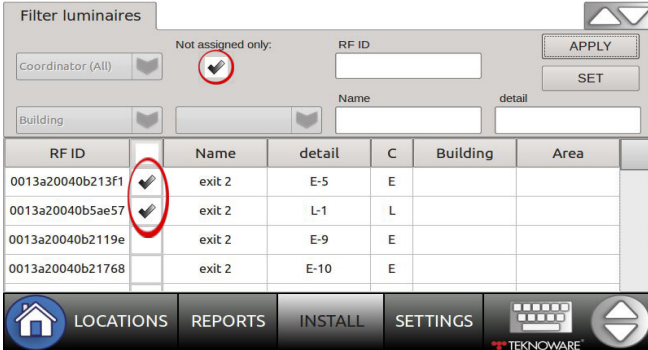 Filter luminaires
Not assigned only:
RF ID
APPLY
Coordinator (All)
SET
Name
detail
Building
RF ID Name detail C Building Area
0013a20040b213f1 exit 2 E-5 E
0013a20040b5ae57 exit 2 L-1 L
0013a20040b2119e exit 2 E-9 E
0013a20040b21768 exit 2 E-10 E
LOCATIONS REPORTS INSTALL SETTINGS
TEKNOWARE